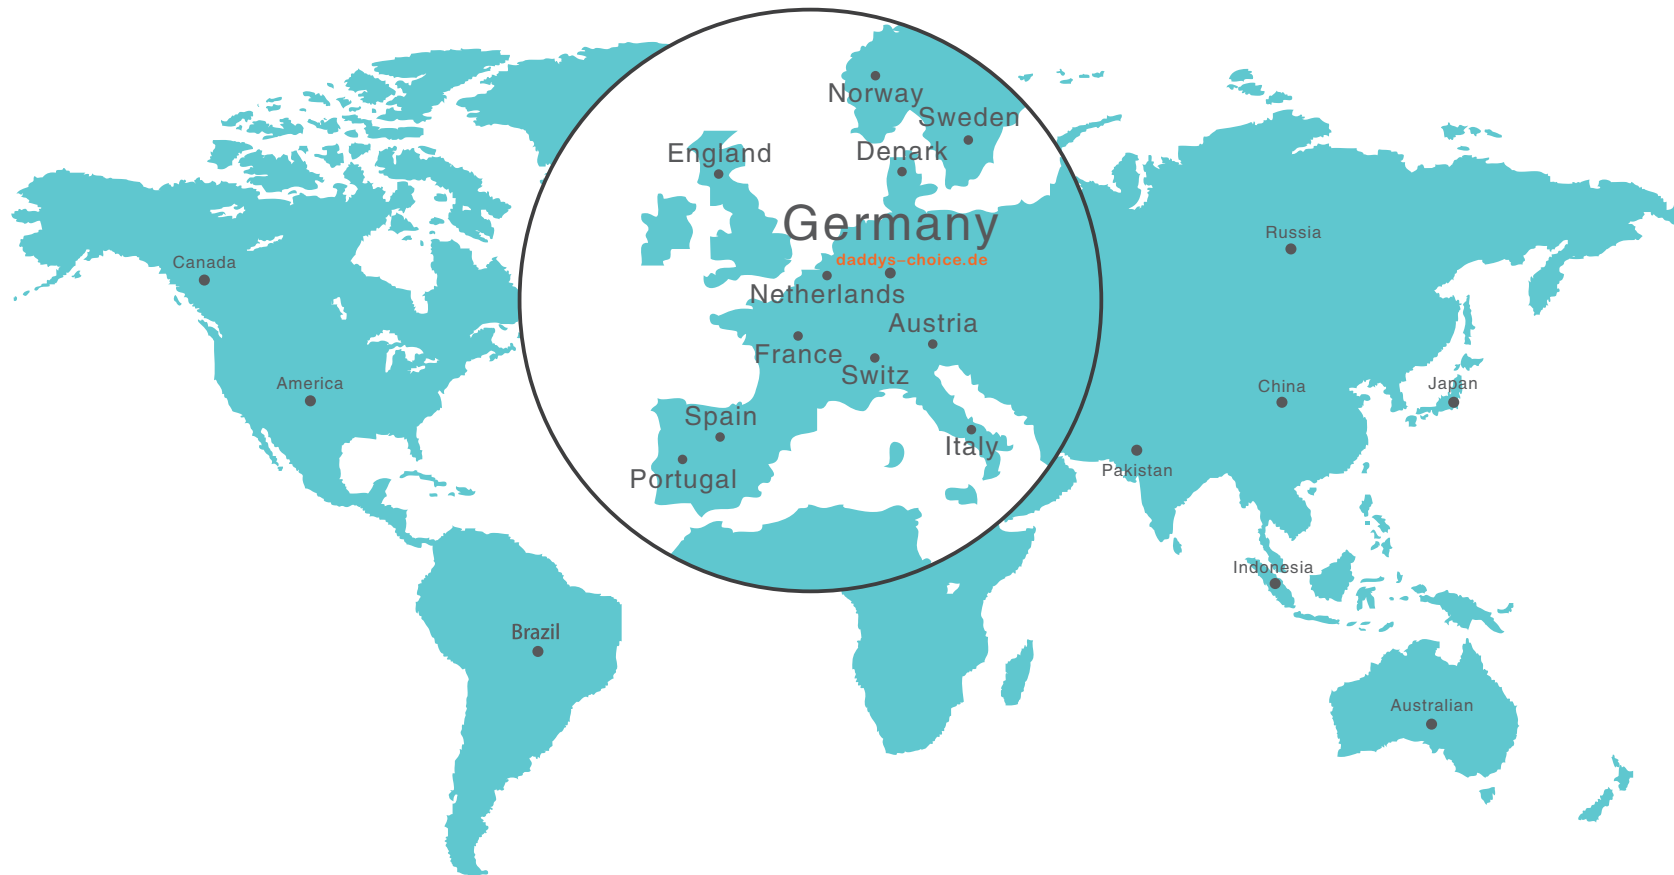 Norway
Sweden
England
Denark
Germany
daddys-choice.de
Netherlands
Austria
France
Switz
Spain
Italy
Portugal
Canada
America
Brazil
Russia
China
Japan
Pakistan
Indonesia
Australian